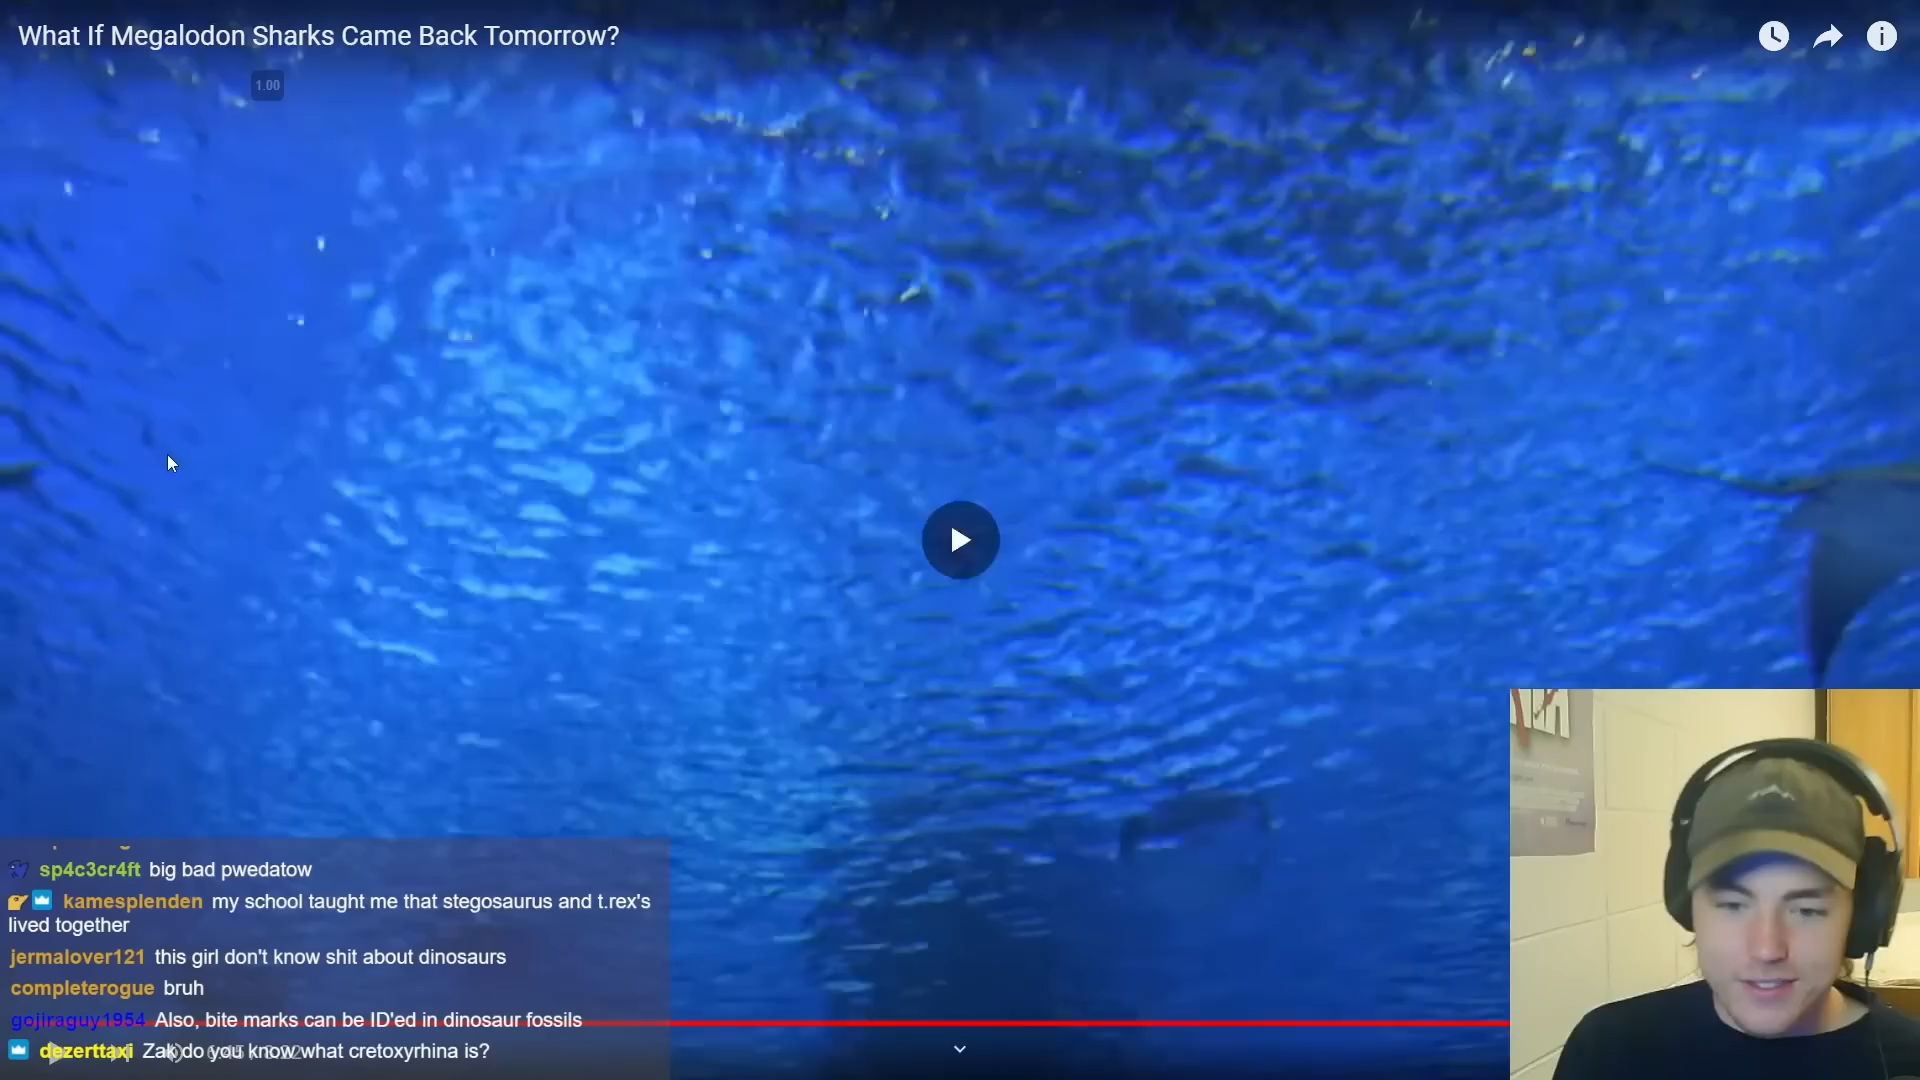 What If Megalodon Sharks Came Back Tomorrow?
1.00
sp4c3cr4ft big bad pwedatow
kamesplenden my school taught me that stegosaurus and t.rex's
lived together
jermalover121 this girl don't know shit about dinosaurs
completerogue bruh
gojiraguy1954 Also, bite marks can be ID'ed in dinosaur fossils
dezerttaxi Zak do you know what cretoxyrhina is?